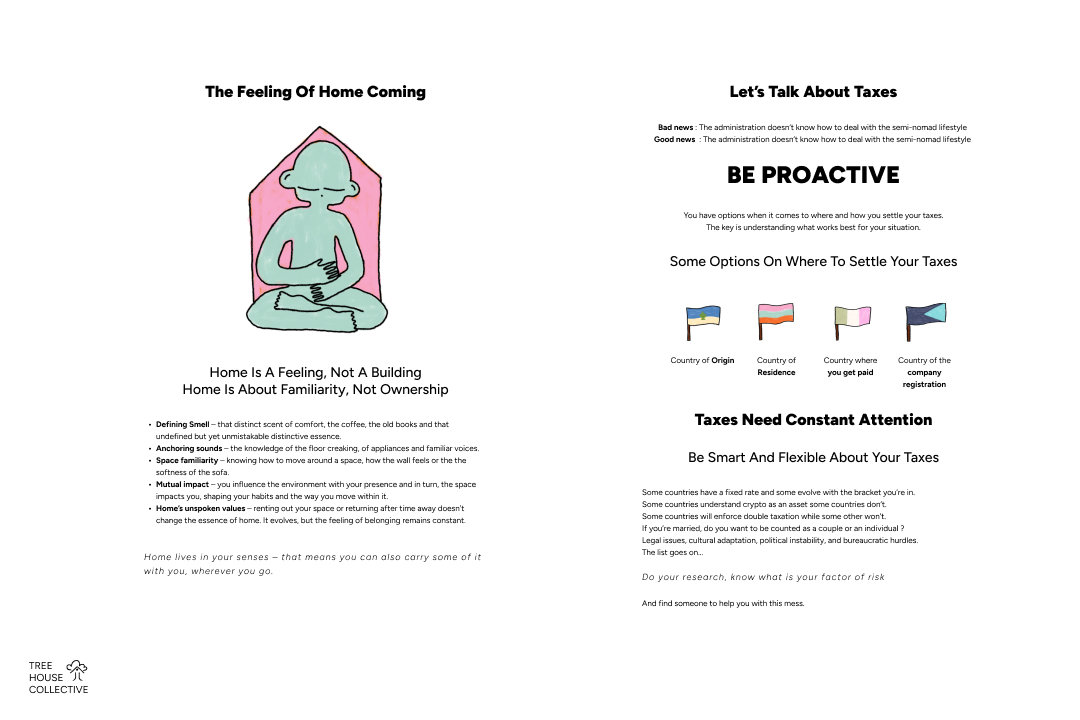 The Feeling Of Home Coming
Home Is A Feeling, Not A Building
Home Is About Familiarity, Not Ownership
• Defining Smell – that distinct scent of comfort, the coffee, the old books and that
undefined but yet unmistakable distinctive essence.
• Anchoring sounds – the knowledge of the floor creaking, of appliances and familiar voices.
• Space familiarity – knowing how to move around a space, how the wall feels or the the
softness of the sofa.
• Mutual impact – you influence the environment with your presence and in turn, the space
impacts you, shaping your habits and the way you move within it.
• Home's unspoken values – renting out your space or returning after time away doesn't
change the essence of home. It evolves, but the feeling of belonging remains constant.
Home lives in your senses – that means you can also carry some of it
with you, wherever you go.
TREE
HOUSE
COLLECTIVE
Let's Talk About Taxes
Bad news : The administration doesn't know how to deal with the semi-nomad lifestyle
Good news : The administration doesn't know how to deal with the semi-nomad lifestyle
BE PROACTIVE
You have options when it comes to where and how you settle your taxes.
The key is understanding what works best for your situation.
Some Options On Where To Settle Your Taxes
Country of Origin
Country of
Residence
Country where
you get paid
Country of the
company
registration
Taxes Need Constant Attention
Be Smart And Flexible About Your Taxes
Some countries have a fixed rate and some evolve with the bracket you're in.
Some countries understand crypto as an asset some countries don't.
Some countries will enforce double taxation while some other won't.
If you're married, do you want to be counted as a couple or an individual ?
Legal issues, cultural adaptation, political instability, and bureaucratic hurdles.
The list goes on...
Do your research, know what is your factor of risk
And find someone to help you with this mess.